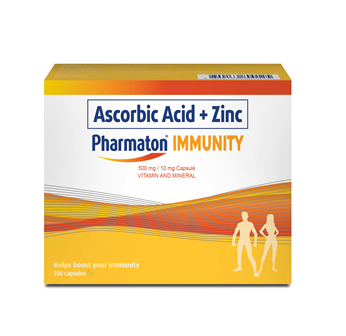 Ascorbic Acid + Zinc
Pharmaton® IMMUNITY
500 mg / 10 mg Capsule
VITAMIN AND MINERAL
Helps boost your immunity
100 capsules